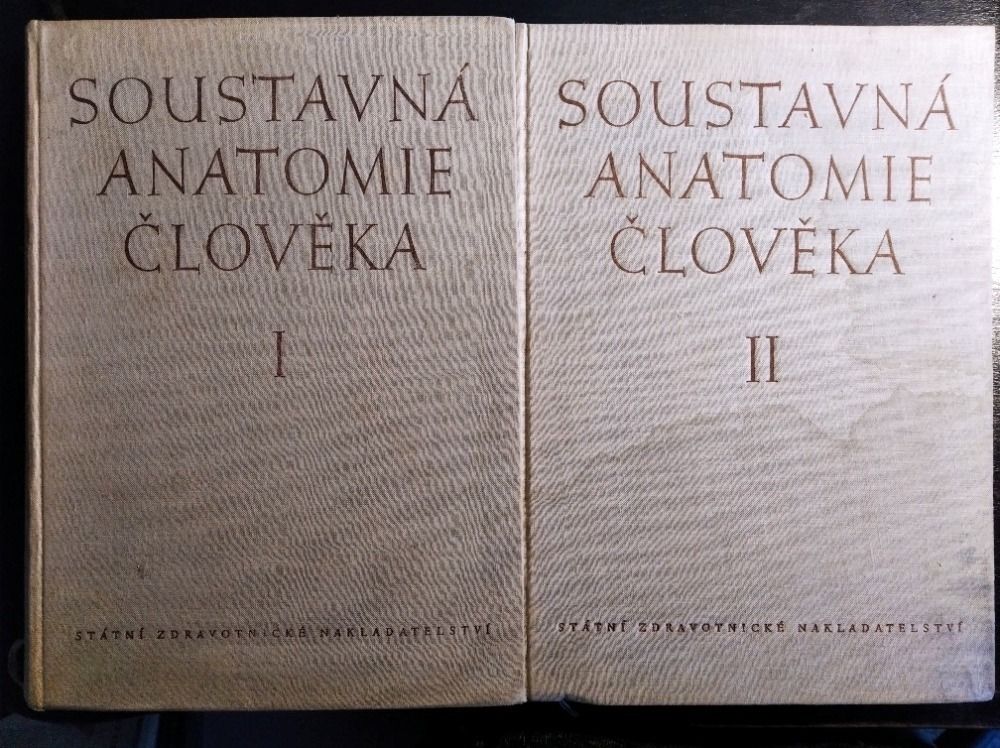 SOUSTAVNÁ
ANATOMIE
ČLOVĚKA
I
STÁTNÍ ZDRAVOTNICKÉ NAKLADATELSTVÍ
SOUSTAVNÁ
ANATOMIE
ČLOVĚKA
II
STÁTNÍ ZDRAVOTNICKÉ NAKLADATELSTVÍ